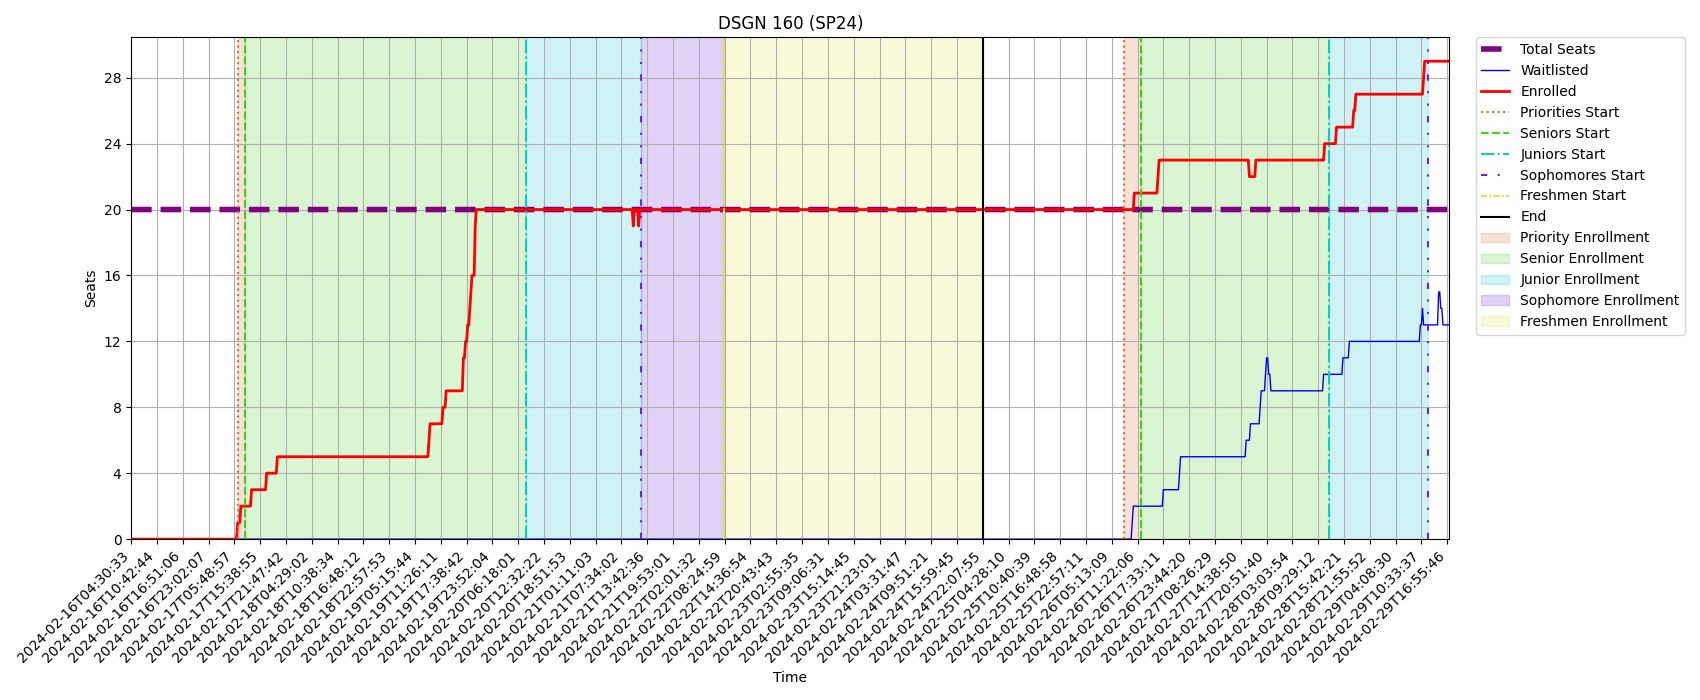 DSGN 160 (SP24)
Total Seats
Waitlisted
Enrolled
Priorities Start
Seniors Start
Juniors Start
Sophomores Start
Freshmen Start
End
Priority Enrollment
Senior Enrollment
Junior Enrollment
Sophomore Enrollment
Freshmen Enrollment
Seats
28
24
20
16
12
8
4
0
2024-02-16T04:30:33
2024-02-16T10:42:44
2024-02-16T16:51:06
2024-02-16T23:02:07
2024-02-17T05:48:57
2024-02-17T15:38:55
2024-02-17T21:47:42
2024-02-18T04:29:02
2024-02-18T10:38:34
2024-02-18T16:48:12
2024-02-18T22:57:53
2024-02-19T05:15:44
2024-02-19T11:26:11
2024-02-19T17:38:42
2024-02-19T23:52:04
2024-02-20T06:18:01
2024-02-20T12:32:22
2024-02-20T18:51:53
2024-02-21T01:11:03
2024-02-21T07:34:02
2024-02-21T13:42:36
2024-02-21T19:53:01
2024-02-22T02:01:32
2024-02-22T08:24:59
2024-02-22T14:36:54
2024-02-22T20:43:43
2024-02-23T02:55:35
2024-02-23T09:06:31
2024-02-23T15:14:45
2024-02-23T21:23:01
2024-02-24T03:31:47
2024-02-24T09:51:21
2024-02-24T15:59:45
2024-02-24T22:07:55
2024-02-25T04:28:10
2024-02-25T10:40:39
2024-02-25T16:48:58
2024-02-25T22:57:11
2024-02-26T05:13:09
2024-02-26T11:22:06
2024-02-26T17:33:11
2024-02-26T23:44:20
2024-02-27T08:26:29
2024-02-27T14:38:50
2024-02-27T20:51:40
2024-02-28T03:03:54
2024-02-28T09:29:12
2024-02-28T15:42:21
2024-02-28T21:55:52
2024-02-29T04:08:30
2024-02-29T10:33:37
2024-02-29T16:55:46
Time